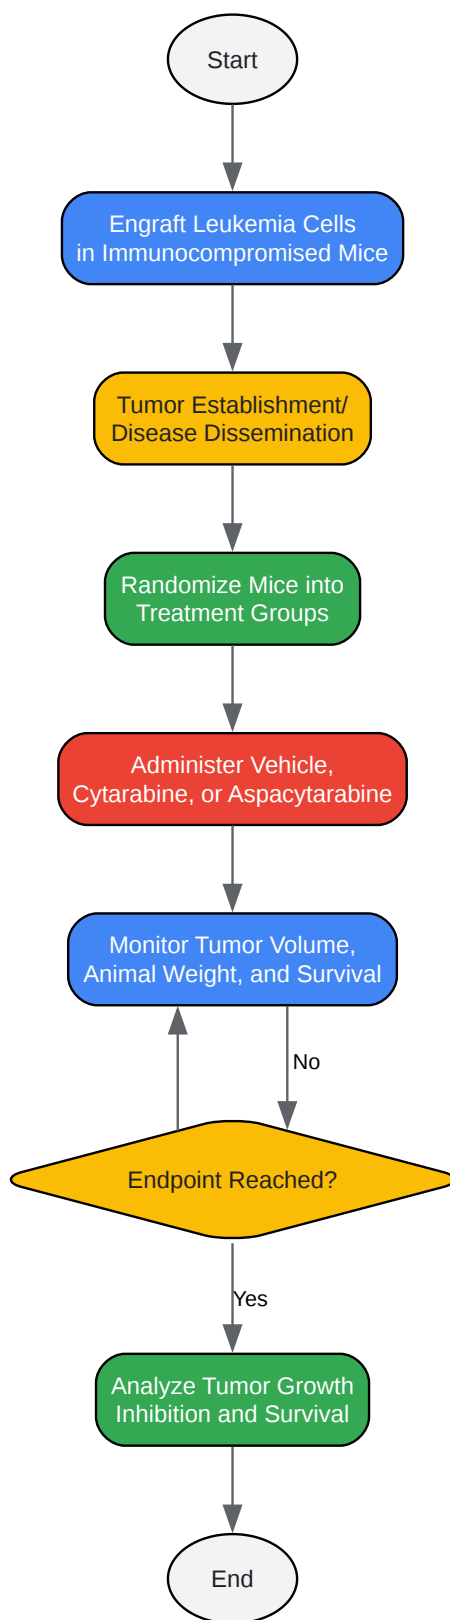 Start
Engraft Leukemia Cells
in Immunocompromised Mice
Tumor Establishment/
Disease Dissemination
Randomize Mice into
Treatment Groups
Administer Vehicle,
Cytarabine, or Aspacytarabine
Monitor Tumor Volume,
Animal Weight, and Survival
No
Endpoint Reached?
Yes
Analyze Tumor Growth
Inhibition and Survival
End